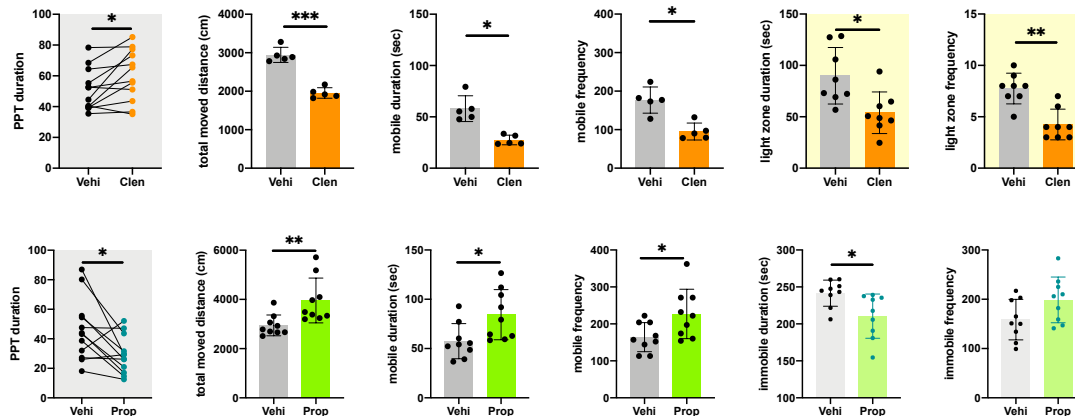 PPT duration
100
80
60
40
20
0
*
Vehi Clen
total moved distance (cm)
4000
3000
2000
1000
0
***
Vehi Clen
mobile duration (sec)
150
100
50
0
*
Vehi Clen
mobile frequency
300
200
100
0
*
Vehi Clen
light zone duration (sec)
150
100
50
0
*
Vehi Clen
light zone frequency
15
10
5
0
**
Vehi Clen
PPT duration
100
80
60
40
20
0
*
Vehi Prop
total moved distance (cm)
6000
4000
2000
0
**
Vehi Prop
mobile duration (sec)
150
100
50
0
*
Vehi Prop
mobile frequency
400
300
200
100
0
*
Vehi Prop
immobile duration (sec)
300
250
200
150
100
*
Vehi Prop
immobile frequency
300
200
100
0
Vehi Prop